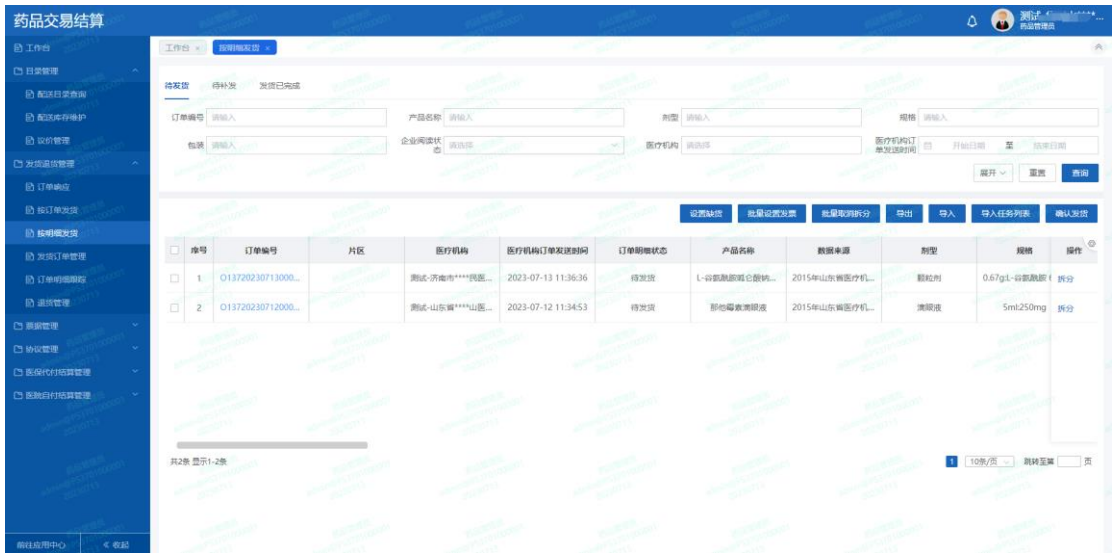 药品交易结算
测试
药品管理员
工作台
目录管理
配送目录查询
配送库存维护
议价管理
发货退货管理
订单响应
按订单发货
按明细发货
发货订单管理
订单明细跟踪
退货管理
票据管理
协议管理
医保代付结算管理
医院自付结算管理
前往应用中心 收起
工作台 × 按明细发货 ×
待发货 待补发 发货已完成
订单编号 请输入 产品名称 请输入 剂型 请输入 规格 请输入
包装 请输入 企业阅读状态 请选择 医疗机构 请选择 医疗机构订单发送时间 开始日期 至 结束日期
展开 重置 查询
设置缺货 批量设置发票 批量取消拆分 导出 导入 导入任务列表 确认发货
序号 订单编号 片区 医疗机构 医疗机构订单发送时间 订单明细状态 产品名称 数据来源 剂型 规格 操作
1 O13720230713000... 测试-济南市****民医... 2023-07-13 11:36:36 待发货 L-谷氨酰胺呱仑酸钠... 2015年山东省医疗机... 颗粒剂 0.67g:L-谷氨酰胺 拆分
2 O13720230712000... 测试-山东省****山医... 2023-07-12 11:34:53 待发货 那他霉素滴眼液 2015年山东省医疗机... 滴眼液 5ml:250mg 拆分
共2条 显示1-2条
1 10条/页 跳转至第 页